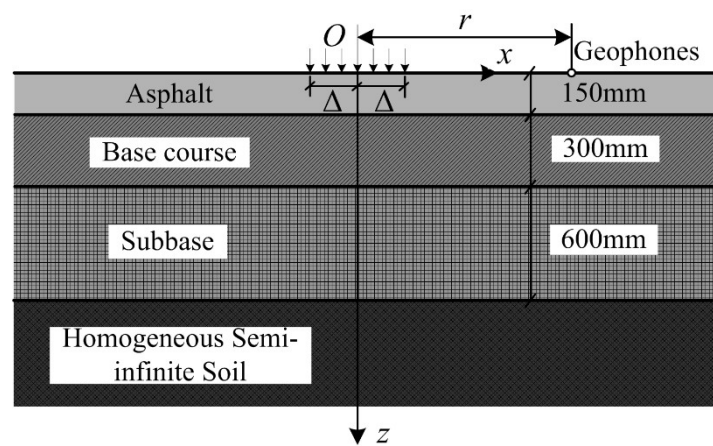 O
r
x
Geophones
Asphalt
Δ
Δ
150mm
Base course
300mm
Subbase
600mm
Homogeneous Semi-
infinite Soil
z